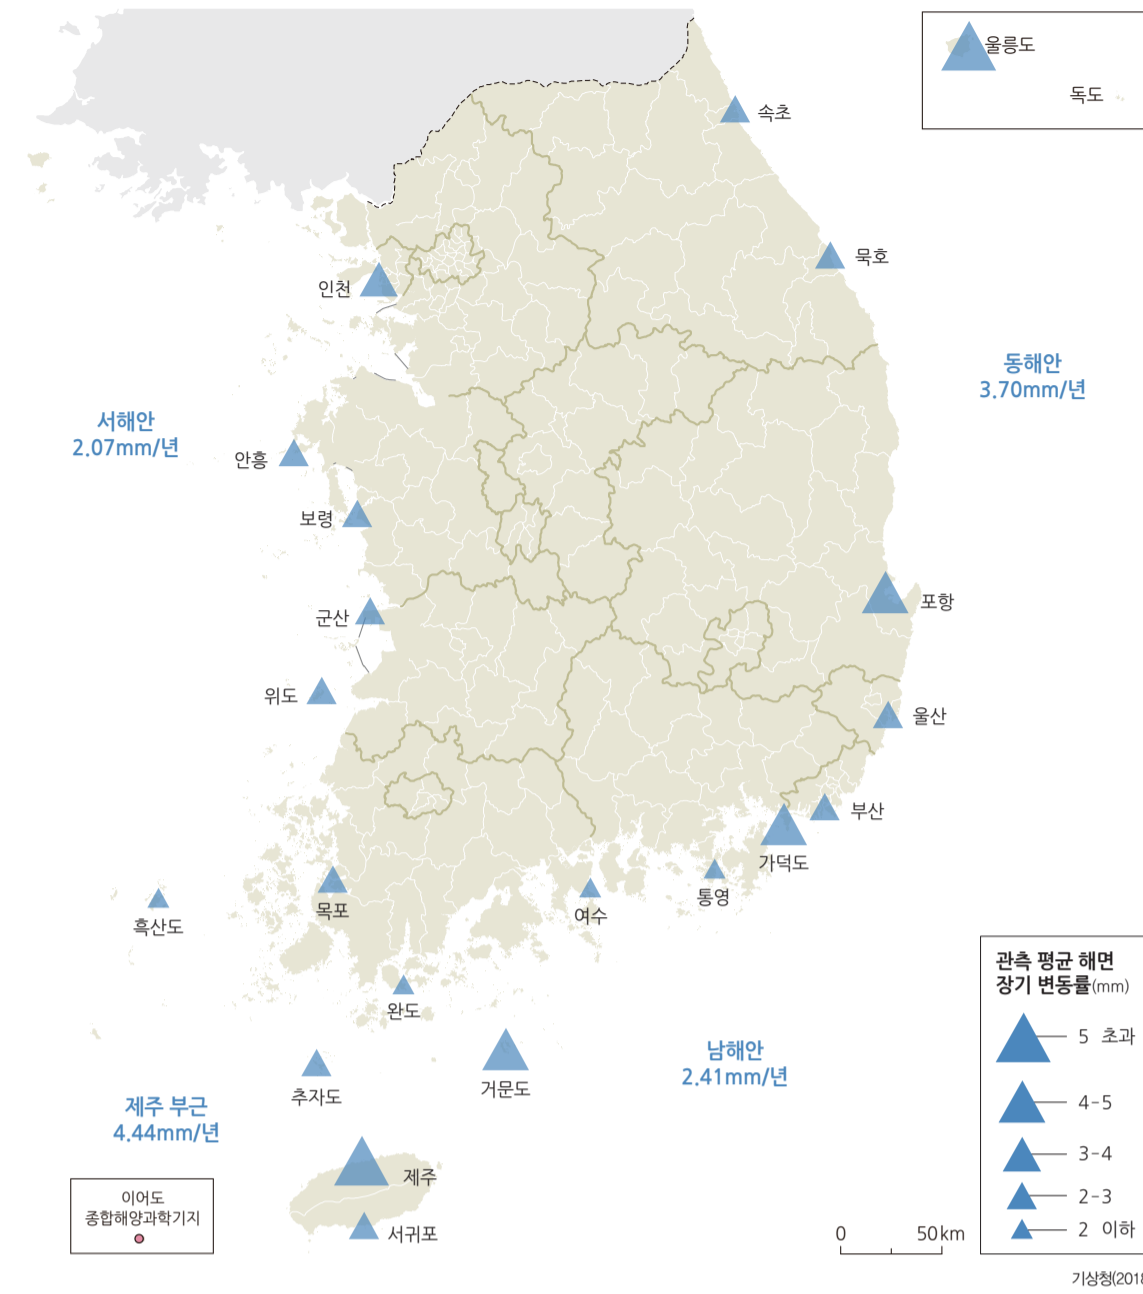 울릉도
독도
속초
묵호
인천
동해안
3.70mm/년
서해안
2.07mm/년
안흥
보령
포항
군산
위도
울산
부산
가덕도
통영
여수
목포
흑산도
완도
거문도
추자도
남해안
2.41mm/년
제주 부근
4.44mm/년
제주
서귀포
이어도
종합해양과학기지
관측 평균 해면
장기 변동률(mm)
5 초과
4-5
3-4
2-3
2 이하
0 50km
기상청(2018